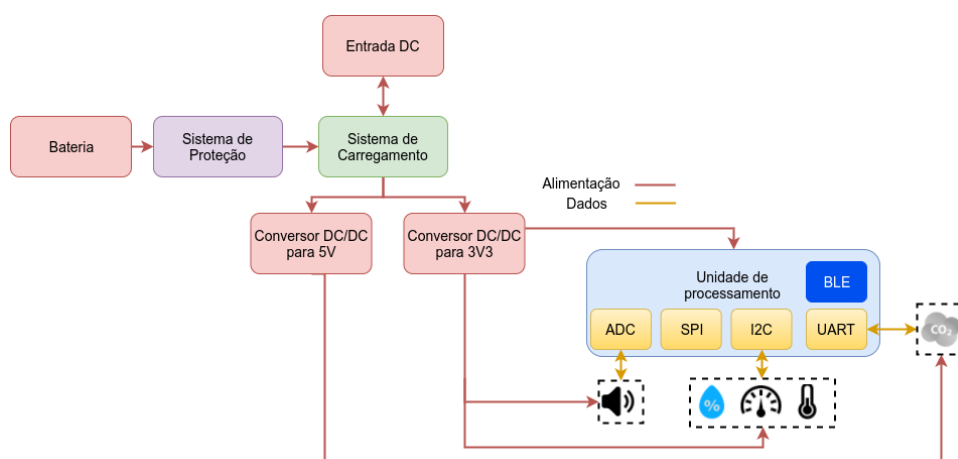 Entrada DC
Bateria
Sistema de
Proteção
Sistema de
Carregamento
Alimentação
Dados
Conversor DC/DC
para 5V
Conversor DC/DC
para 3V3
Unidade de
processamento
BLE
ADC
SPI
I2C
UART
CO₂
%